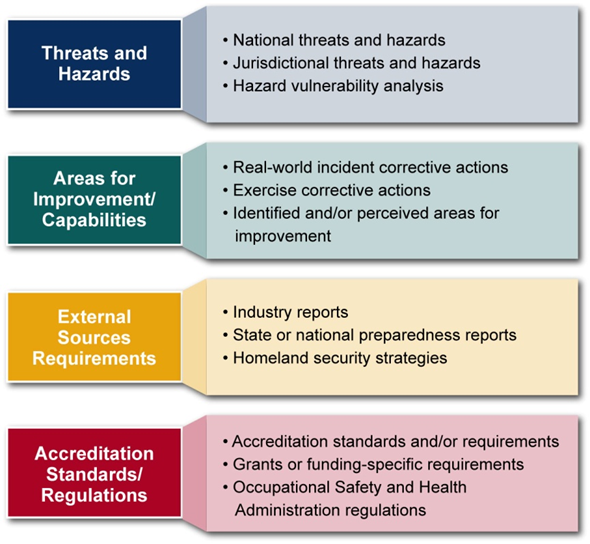 Threats and
Hazards
• National threats and hazards
• Jurisdictional threats and hazards
• Hazard vulnerability analysis
Areas for
Improvement/
Capabilities
• Real-world incident corrective actions
• Exercise corrective actions
• Identified and/or perceived areas for
improvement
External
Sources
Requirements
• Industry reports
• State or national preparedness reports
• Homeland security strategies
Accreditation
Standards/
Regulations
• Accreditation standards and/or requirements
• Grants or funding-specific requirements
• Occupational Safety and Health
Administration regulations